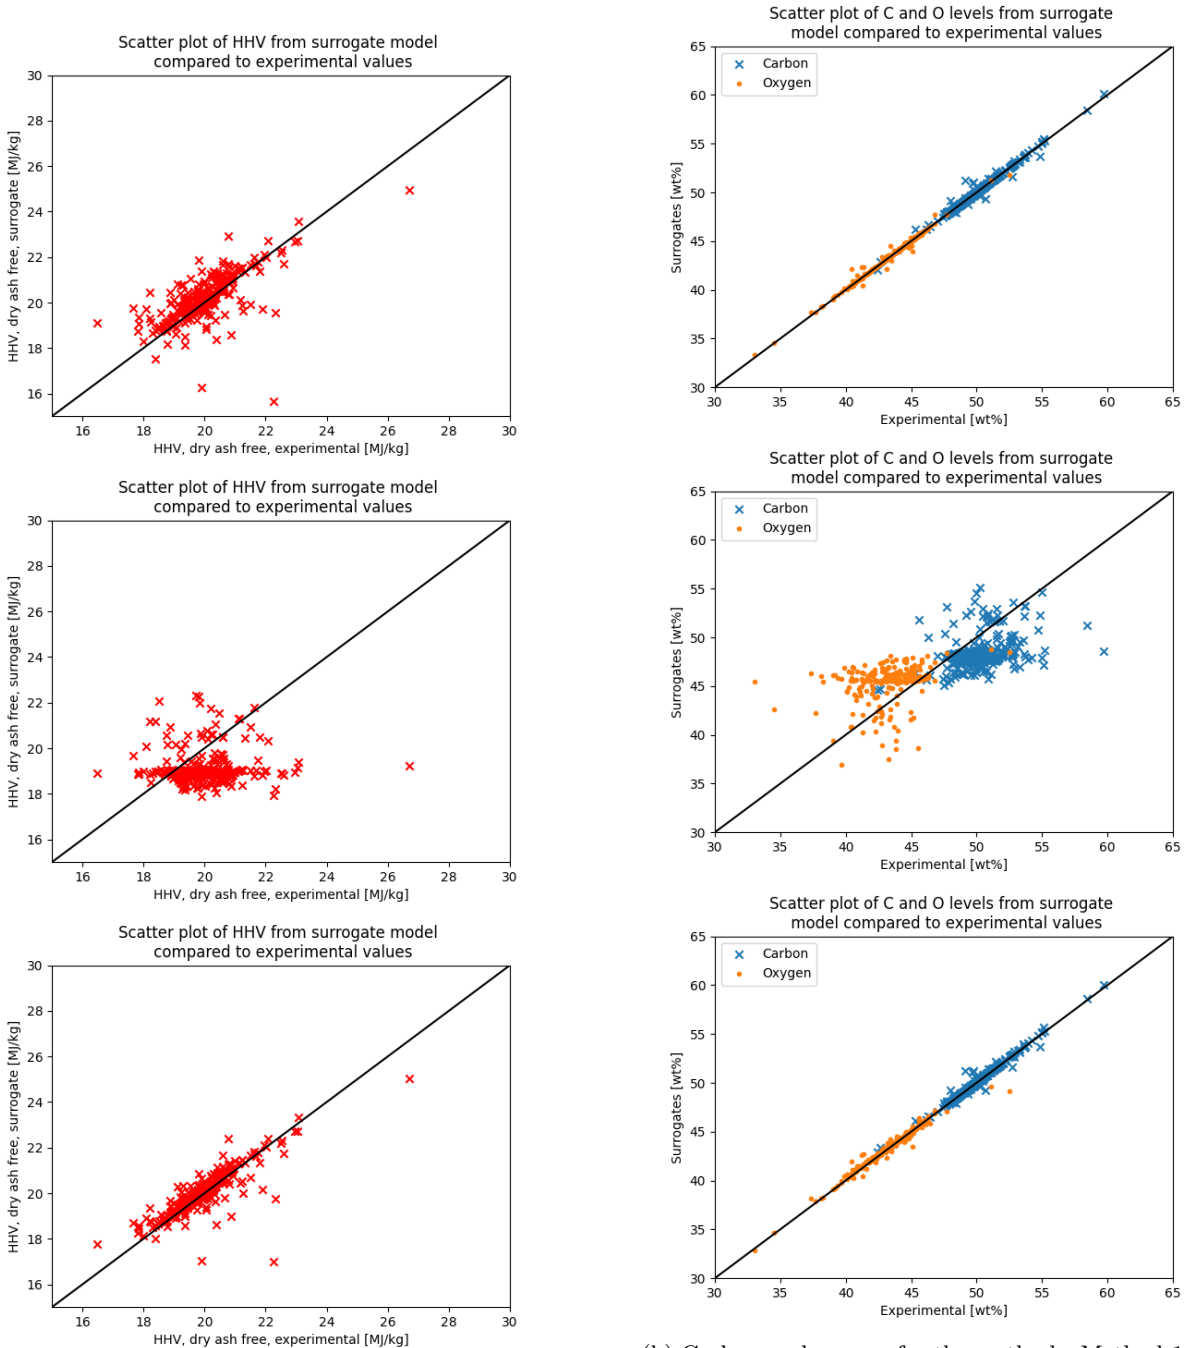 Scatter plot of HHV from surrogate model
compared to experimental values
HHV, dry ash free, surrogate [MJ/kg]
30
28
26
24
22
20
18
16
16 18 20 22 24 26 28 30
HHV, dry ash free, experimental [MJ/kg]
Scatter plot of C and O levels from surrogate
model compared to experimental values
Carbon
Oxygen
Surrogates [wt%]
65
60
55
50
45
40
35
30
30 35 40 45 50 55 60 65
Experimental [wt%]
Scatter plot of HHV from surrogate model
compared to experimental values
HHV, dry ash free, surrogate [MJ/kg]
30
28
26
24
22
20
18
16
16 18 20 22 24 26 28 30
HHV, dry ash free, experimental [MJ/kg]
Scatter plot of C and O levels from surrogate
model compared to experimental values
Carbon
Oxygen
Surrogates [wt%]
65
60
55
50
45
40
35
30
30 35 40 45 50 55 60 65
Experimental [wt%]
Scatter plot of HHV from surrogate model
compared to experimental values
HHV, dry ash free, surrogate [MJ/kg]
30
28
26
24
22
20
18
16
16 18 20 22 24 26 28 30
HHV, dry ash free, experimental [MJ/kg]
Scatter plot of C and O levels from surrogate
model compared to experimental values
Carbon
Oxygen
Surrogates [wt%]
65
60
55
50
45
40
35
30
30 35 40 45 50 55 60 65
Experimental [wt%]